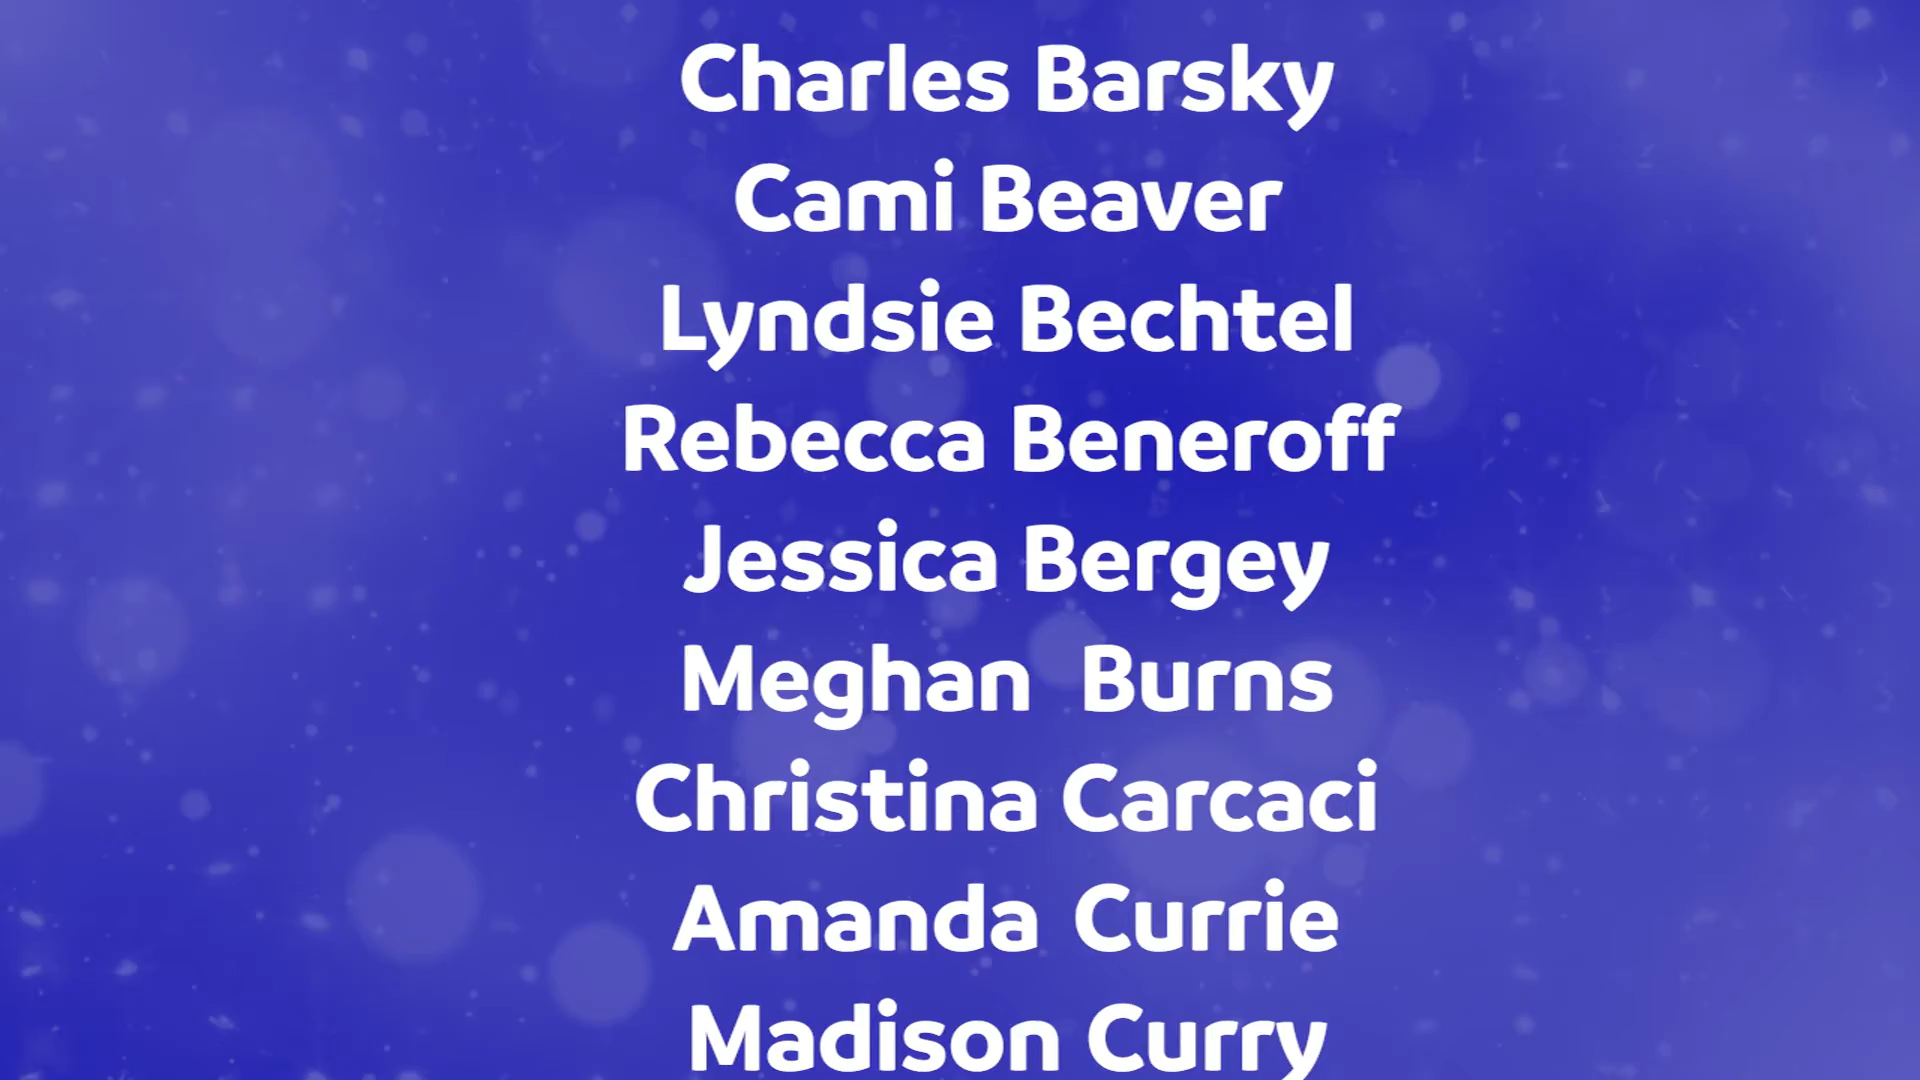 Charles Barsky
Cami Beaver
Lyndsie Bechtel
Rebecca Beneroff
Jessica Bergey
Meghan  Burns
Christina Carcaci
Amanda Currie
Madison Curry